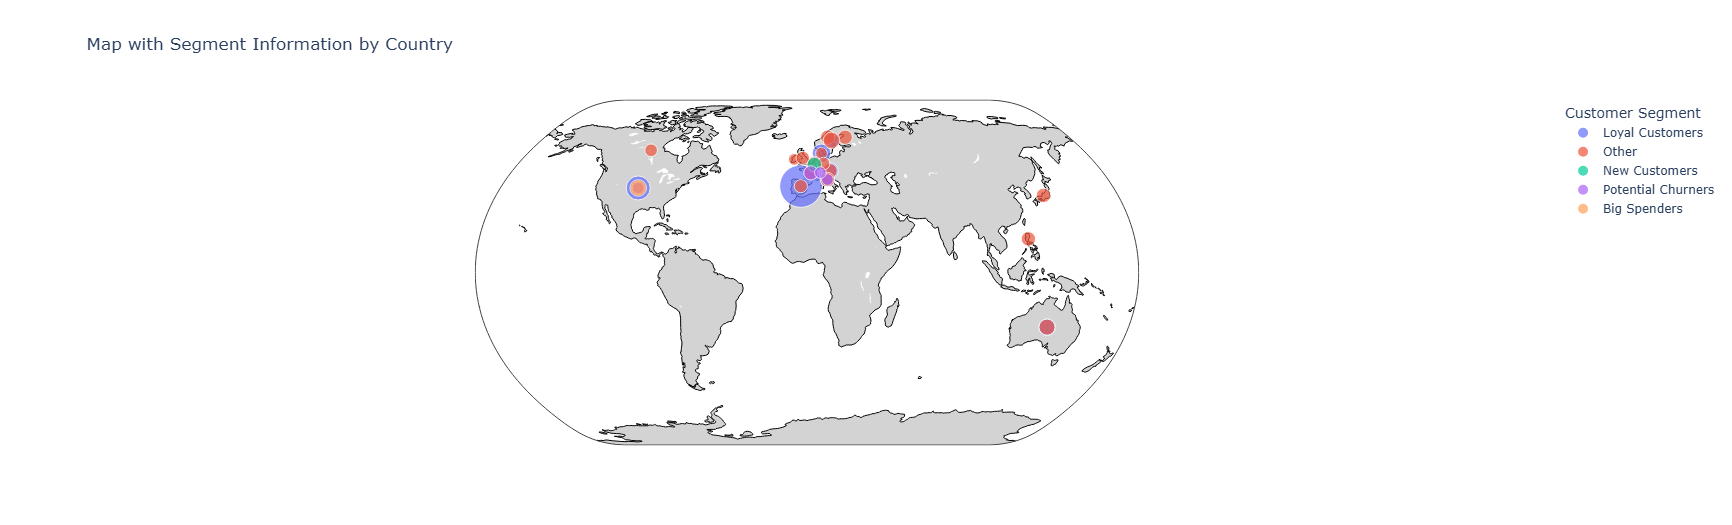 Map with Segment Information by Country
Customer Segment
Loyal Customers
Other
New Customers
Potential Churners
Big Spenders